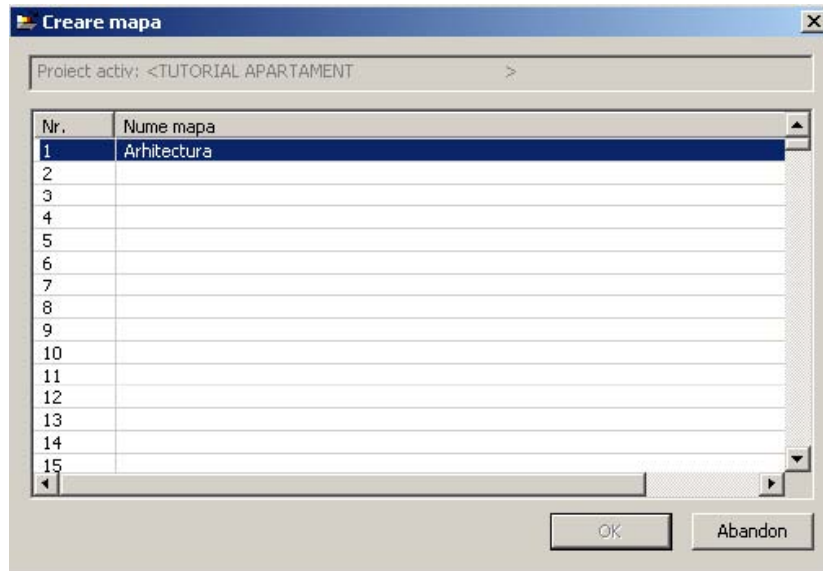 Creare mapa
Proiect activ: <TUTORIAL APARTAMENT >
Nr. Nume mapa
1 Arhitectura
2
3
4
5
6
7
8
9
10
11
12
13
14
15
OK Abandon